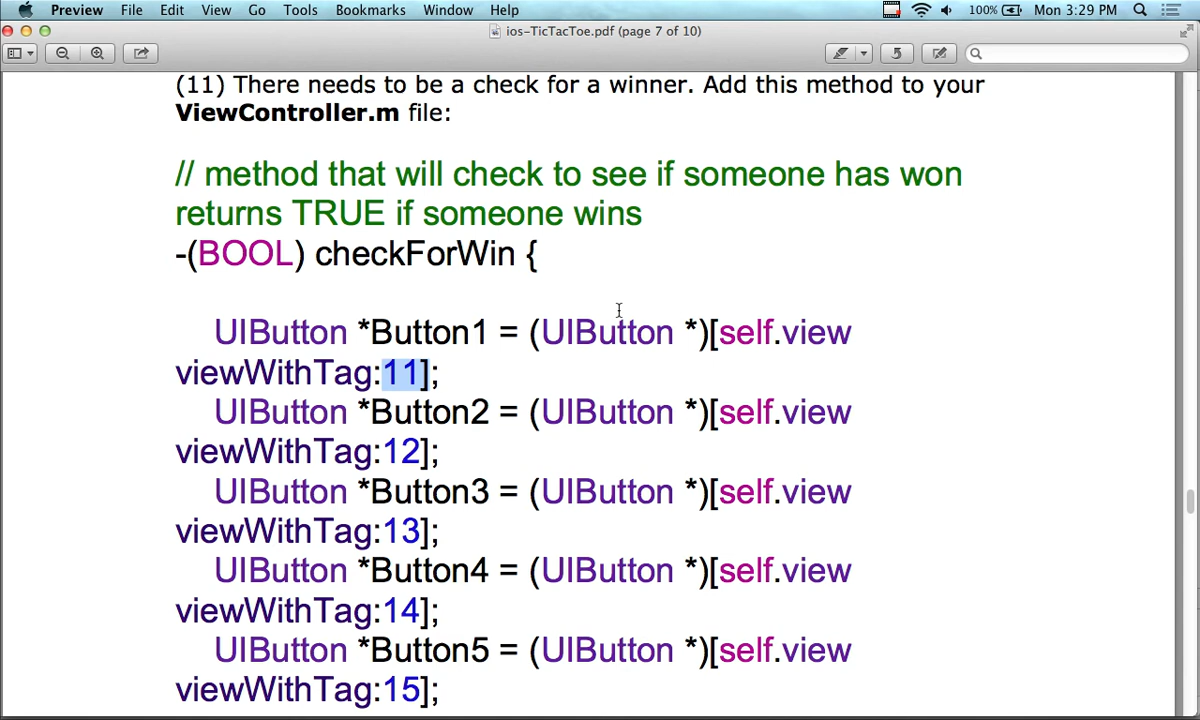 Preview File Edit View Go Tools Bookmarks Window Help 100% Mon 3:29 PM
ios-TicTacToe.pdf (page 7 of 10)
(11) There needs to be a check for a winner. Add this method to your
ViewController.m file:
// method that will check to see if someone has won
returns TRUE if someone wins
-(BOOL) checkForWin {
UIButton *Button1 = (UIButton *)[self.view
viewWithTag:11];
UIButton *Button2 = (UIButton *)[self.view
viewWithTag:12];
UIButton *Button3 = (UIButton *)[self.view
viewWithTag:13];
UIButton *Button4 = (UIButton *)[self.view
viewWithTag:14];
UIButton *Button5 = (UIButton *)[self.view
viewWithTag:15];